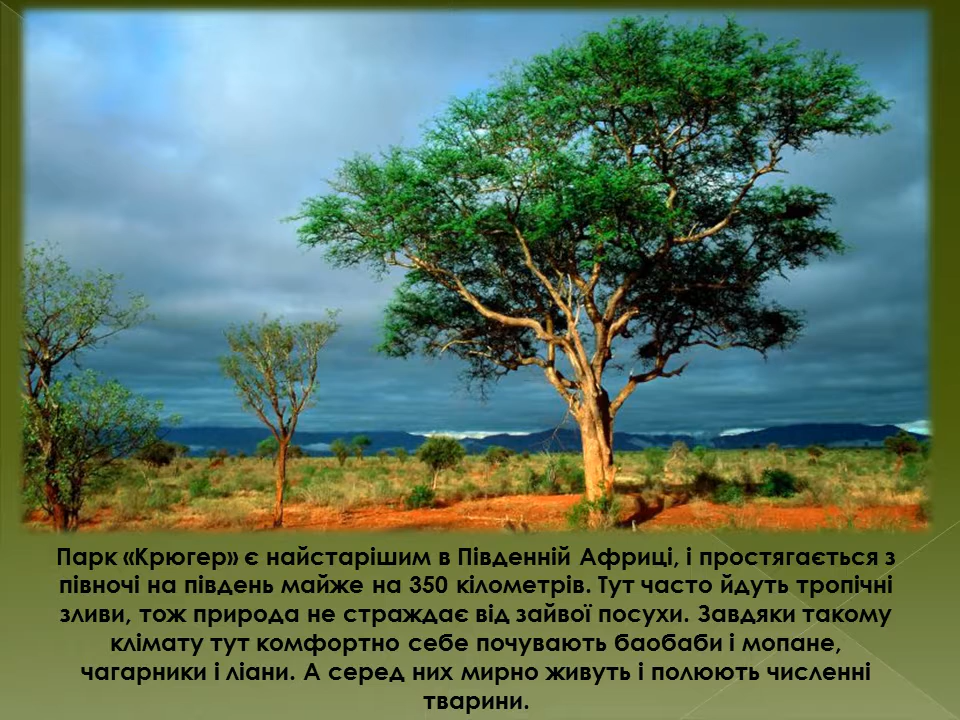 Парк «Крюгер» є найстарішим в Південній Африці, і простягається з
півночі на південь майже на 350 кілометрів. Тут часто йдуть тропічні
зливи, тож природа не страждає від зайвої посухи. Завдяки такому
клімату тут комфортно себе почувають баобаби і мопане,
чагарники і ліани. А серед них мирно живуть і полюють численні
тварини.